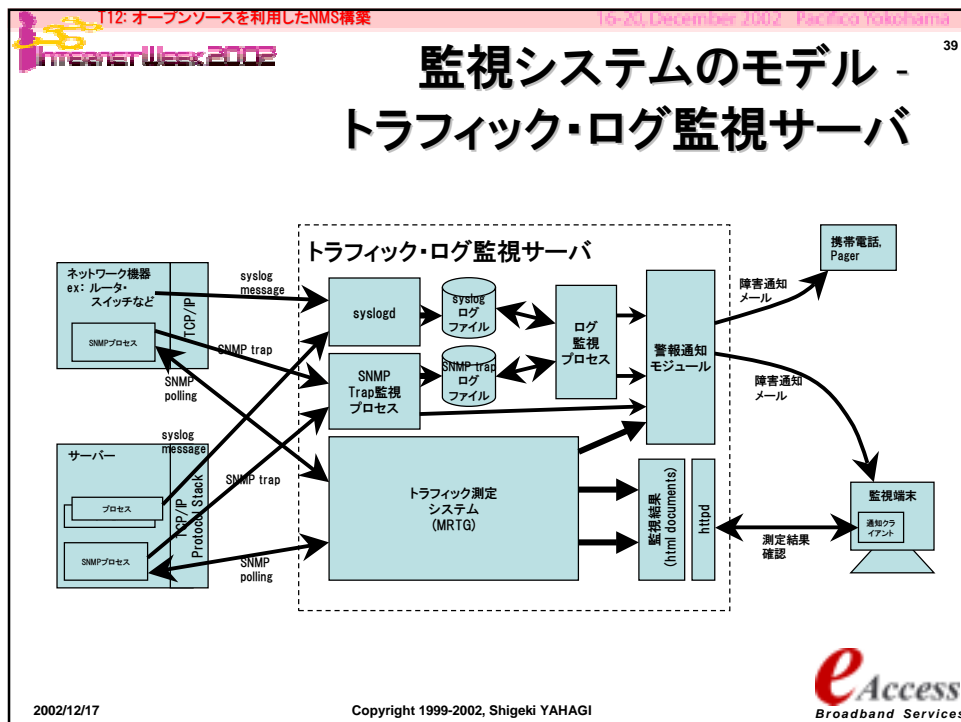 T12: オープンソースを利用したNMS構築
16-20, December 2002 Pacifico Yokohama
Internet Week 2002
39
監視システムのモデル -
トラフィック・ログ監視サーバ
トラフィック・ログ監視サーバ
携帯電話,
Pager
ネットワーク機器
ex: ルータ・
スイッチなど
SNMPプロセス
TCP/IP
syslog
message
SNMP trap
SNMP
polling
syslogd
syslog
ログ
ファイル
ログ
監視
プロセス
警報通知
モジュール
障害通知
メール
SNMP
Trap監視
プロセス
SNMP trap
ログ
ファイル
障害通知
メール
サーバー
プロセス
SNMPプロセス
TCP/IP
Protocol Stack
syslog
message
SNMP trap
SNMP
polling
トラフィック測定
システム
(MRTG)
監視結果
(html documents)
httpd
測定結果
確認
監視端末
通知クラ
イアント
2002/12/17
Copyright 1999-2002, Shigeki YAHAGI
eAccess
Broadband Services